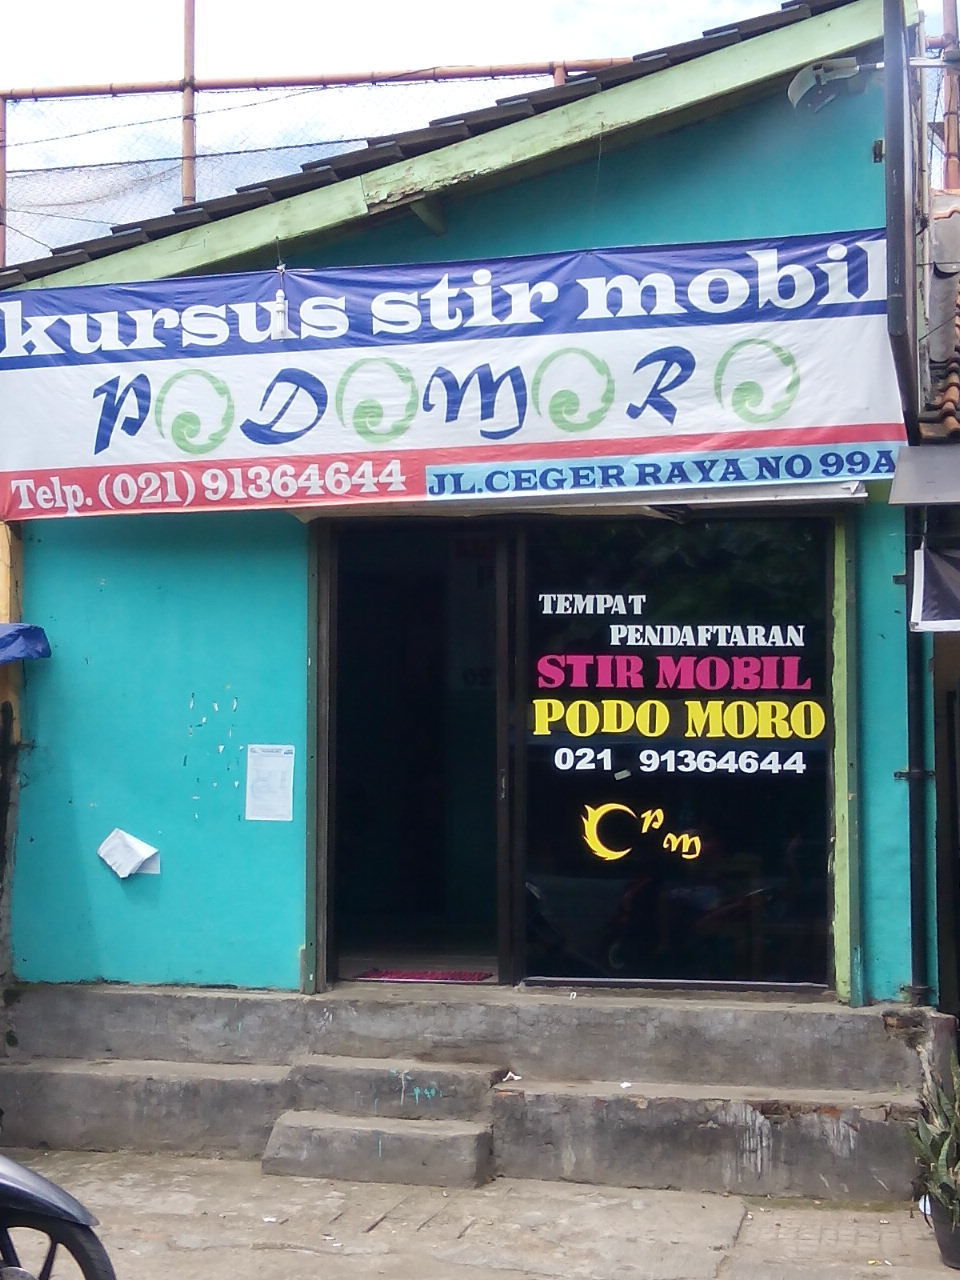 kursus stir mobil
PODOMORO
Telp. (021) 91364644
JL.CEGER RAYA NO 99A
TEMPAT
PENDAFTARAN
STIR MOBIL
PODO MORO
021 91364644
PM